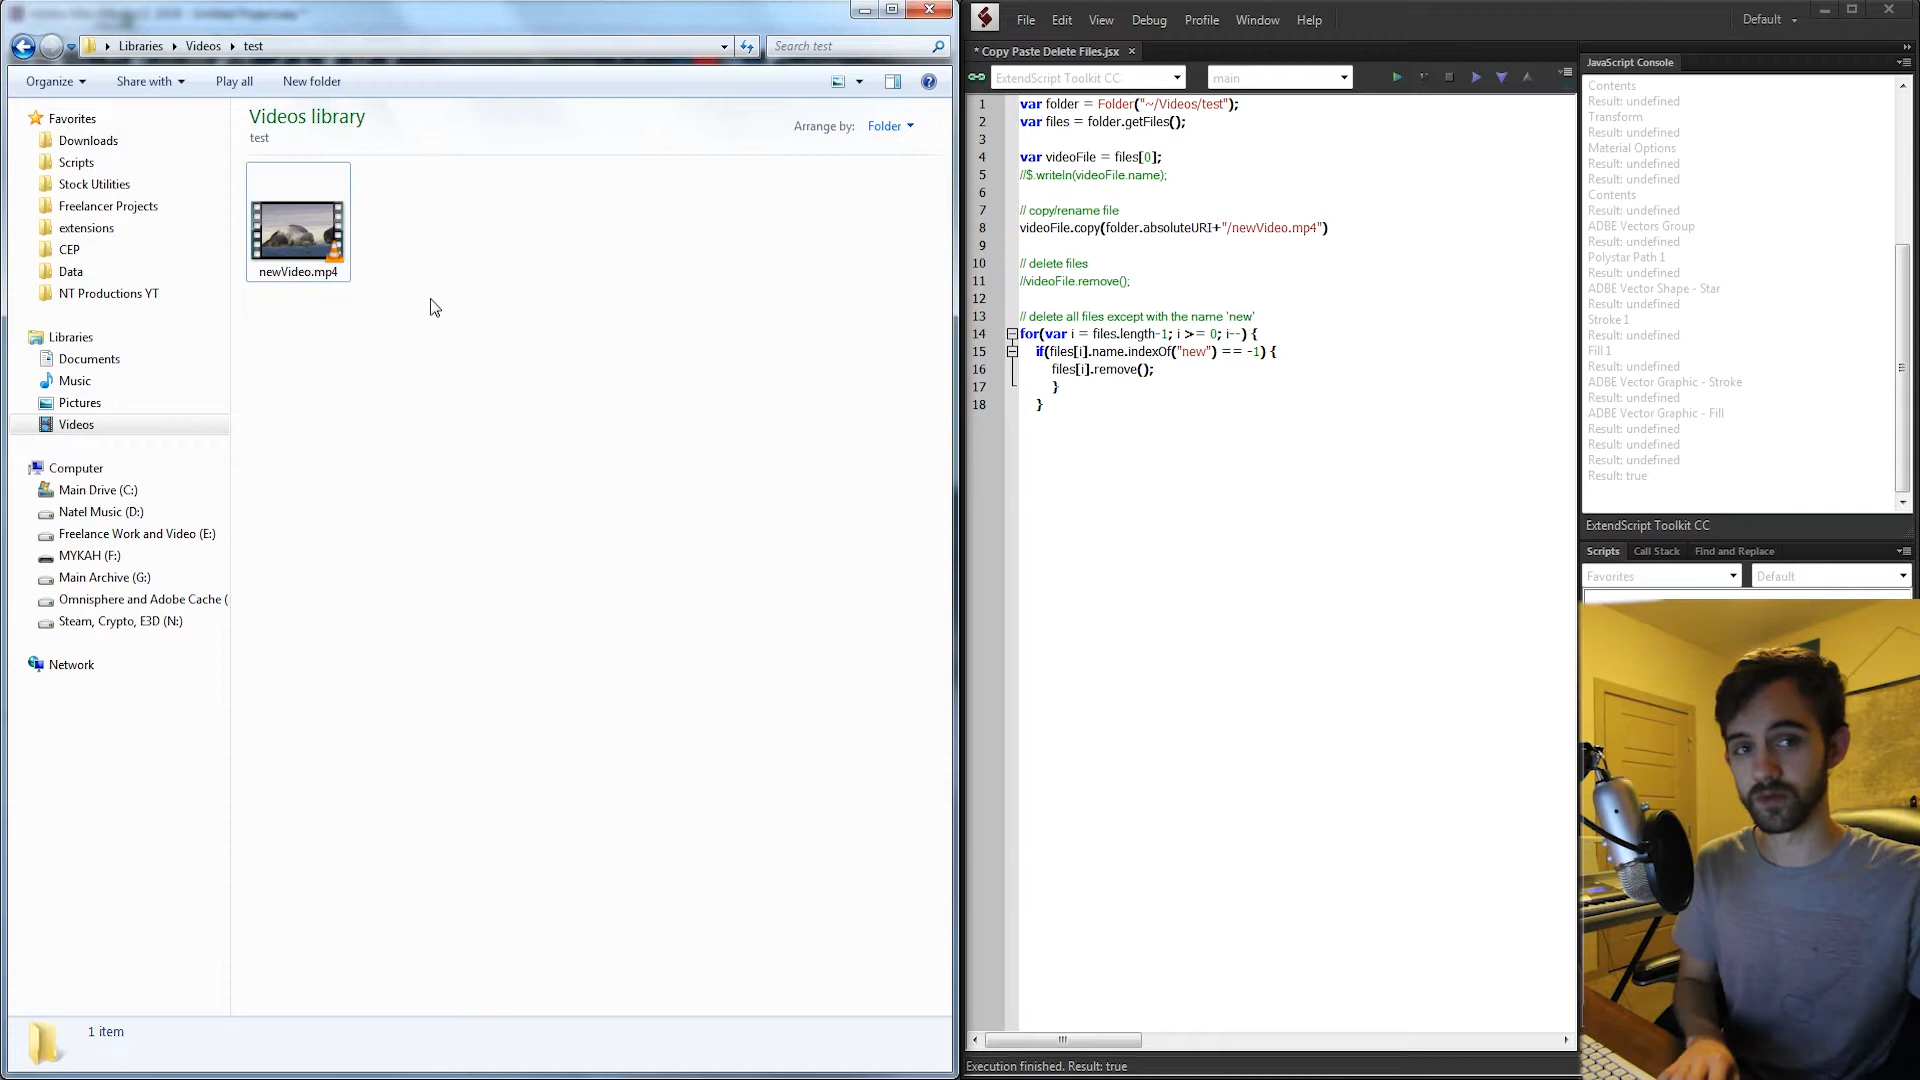 Libraries Videos test
Search test
Organize Share with Play all New folder
Videos library
test
Arrange by: Folder
newVideo.mp4
Favorites
Downloads
Scripts
Stock Utilities
Freelancer Projects
extensions
CEP
Data
NT Productions YT
Libraries
Documents
Music
Pictures
Videos
Computer
Main Drive (C:)
Natel Music (D:)
Freelance Work and Video (E:)
MYKAH (F:)
Main Archive (G:)
Omnisphere and Adobe Cache (
Steam, Crypto, E3D (N:)
Network
1 item
File Edit View Debug Profile Window Help
Default
* Copy Paste Delete Files.jsx
ExtendScript Toolkit CC main
1 var folder = Folder("~/Videos/test");
2 var files = folder.getFiles();
3
4 var videoFile = files[0];
5 //$.writeln(videoFile.name);
6
7 // copy/rename file
8 videoFile.copy(folder.absoluteURI+"/newVideo.mp4")
9
10 // delete files
11 //videoFile.remove();
12
13 // delete all files except with the name 'new'
14 for(var i = files.length-1; i >= 0; i--) {
15 if(files[i].name.indexOf("new") == -1) {
16 files[i].remove();
17 }
18 }
Execution finished. Result: true
JavaScript Console
Contents
Result: undefined
Transform
Result: undefined
Material Options
Result: undefined
Result: undefined
Contents
Result: undefined
ADBE Vectors Group
Result: undefined
Polystar Path 1
Result: undefined
ADBE Vector Shape - Star
Result: undefined
Stroke 1
Result: undefined
Fill 1
Result: undefined
ADBE Vector Graphic - Stroke
Result: undefined
ADBE Vector Graphic - Fill
Result: undefined
Result: undefined
Result: undefined
Result: true
ExtendScript Toolkit CC
Scripts Call Stack Find and Replace
Favorites Default